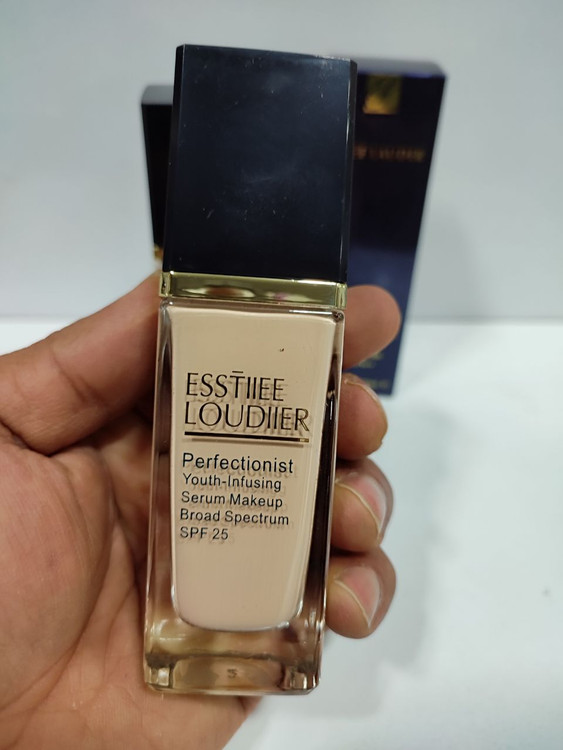 ESSTIIEE
LOUDIIER
Perfectionist
Youth-Infusing
Serum Makeup
Broad Spectrum
SPF 25